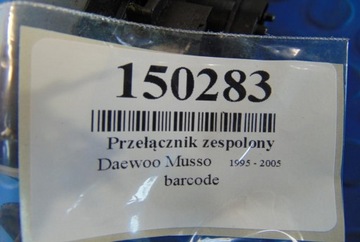 150283
Przełącznik zespolony
Daewoo Musso 1995 - 2005
barcode